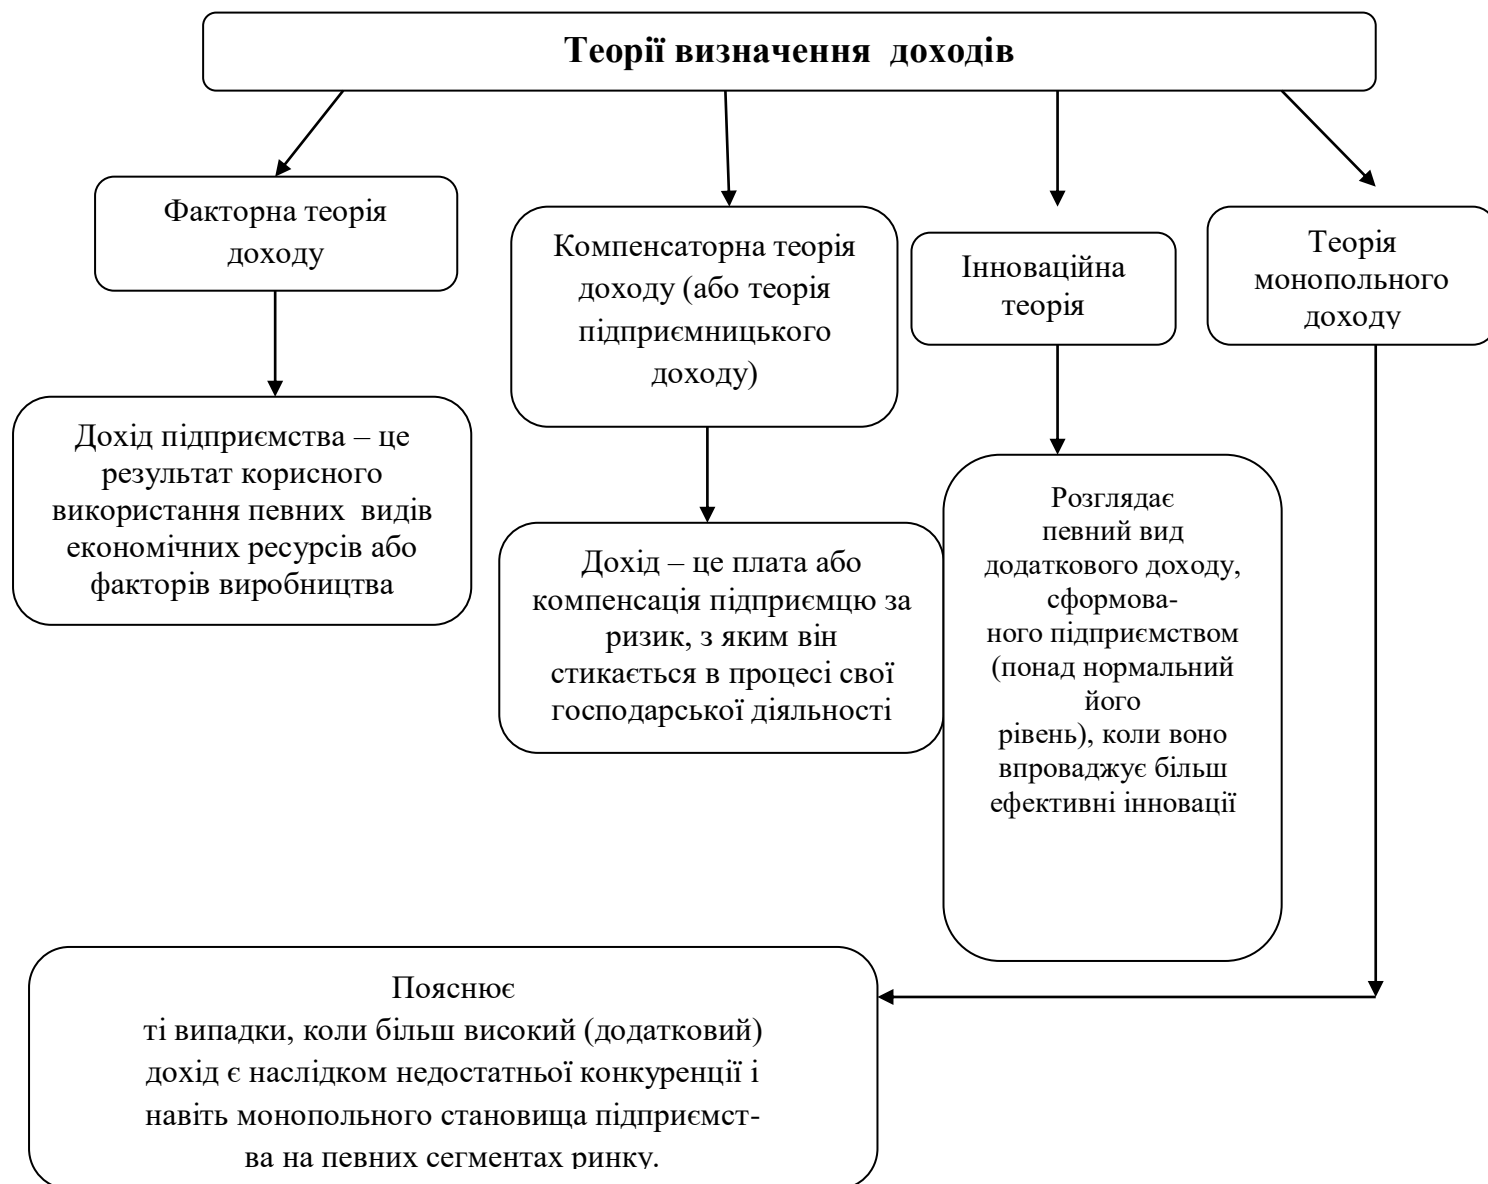 Теорії визначення доходів
Факторна теорія
доходу
Компенсаторна теорія
доходу (або теорія
підприємницького
доходу)
Інноваційна
теорія
Теорія
монопольного
доходу
Дохід підприємства – це
результат корисного
використання певних видів
економічних ресурсів або
факторів виробництва
Дохід – це плата або
компенсація підприємцю за
ризик, з яким він
стикається в процесі свої
господарської діяльності
Розглядає
певний вид
додаткового доходу,
сформова-
ного підприємством
(понад нормальний
його
рівень), коли воно
впроваджує більш
ефективні інновації
Пояснює
ті випадки, коли більш високий (додатковий)
дохід є наслідком недостатньої конкуренції і
навіть монопольного становища підприємст-
ва на певних сегментах ринку.